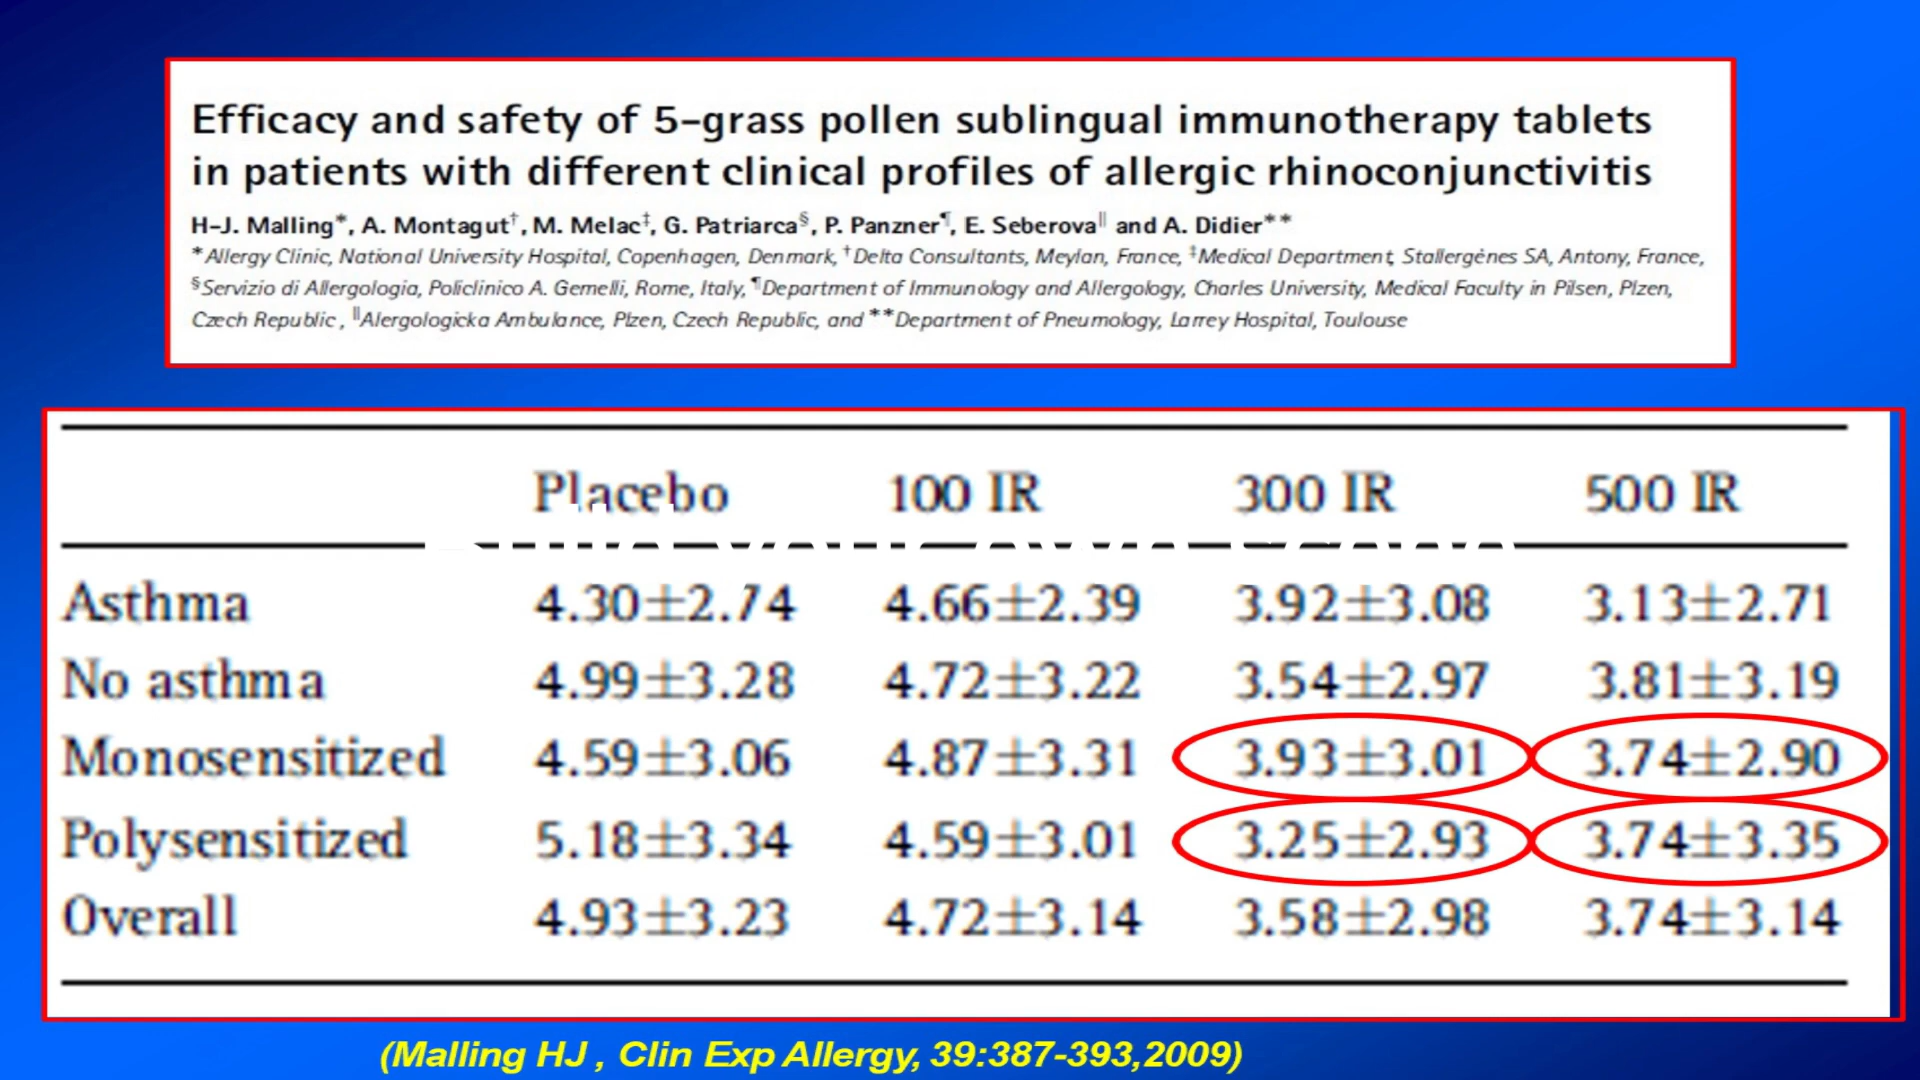 Efficacy and safety of 5-grass pollen sublingual immunotherapy tablets
in patients with different clinical profiles of allergic rhinoconjunctivitis
H-J. Malling*, A. Montagut†, M. Melac‡, G. Patriarca§, P. Panzner¶, E. Seberova‖ and A. Didier**
*Allergy Clinic, National University Hospital, Copenhagen, Denmark, †Delta Consultants, Meylan, France, ‡Medical Department, Stallergènes SA, Antony, France,
§Servizio di Allergologia, Policlinico A. Gemelli, Rome, Italy, ¶Department of Immunology and Allergology, Charles University, Medical Faculty in Pilsen, Plzen,
Czech Republic, ‖Alergologicka Ambulance, Plzen, Czech Republic, and **Department of Pneumology, Larrey Hospital, Toulouse
Placebo 100 IR 300 IR 500 IR
Asthma 4.30±2.74 4.66±2.39 3.92±3.08 3.13±2.71
No asthma 4.99±3.28 4.72±3.22 3.54±2.97 3.81±3.19
Monosensitized 4.59±3.06 4.87±3.31 3.93±3.01 3.74±2.90
Polysensitized 5.18±3.34 4.59±3.01 3.25±2.93 3.74±3.35
Overall 4.93±3.23 4.72±3.14 3.58±2.98 3.74±3.14
(Malling HJ , Clin Exp Allergy, 39:387-393,2009)